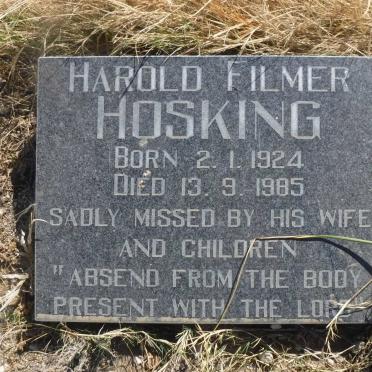 HAROLD FILMER
HOSKING
BORN 2.1.1924
DIED 13.9.1985
SADLY MISSED BY HIS WIFE
AND CHILDREN
"ABSEND FROM THE BODY
PRESENT WITH THE LORD